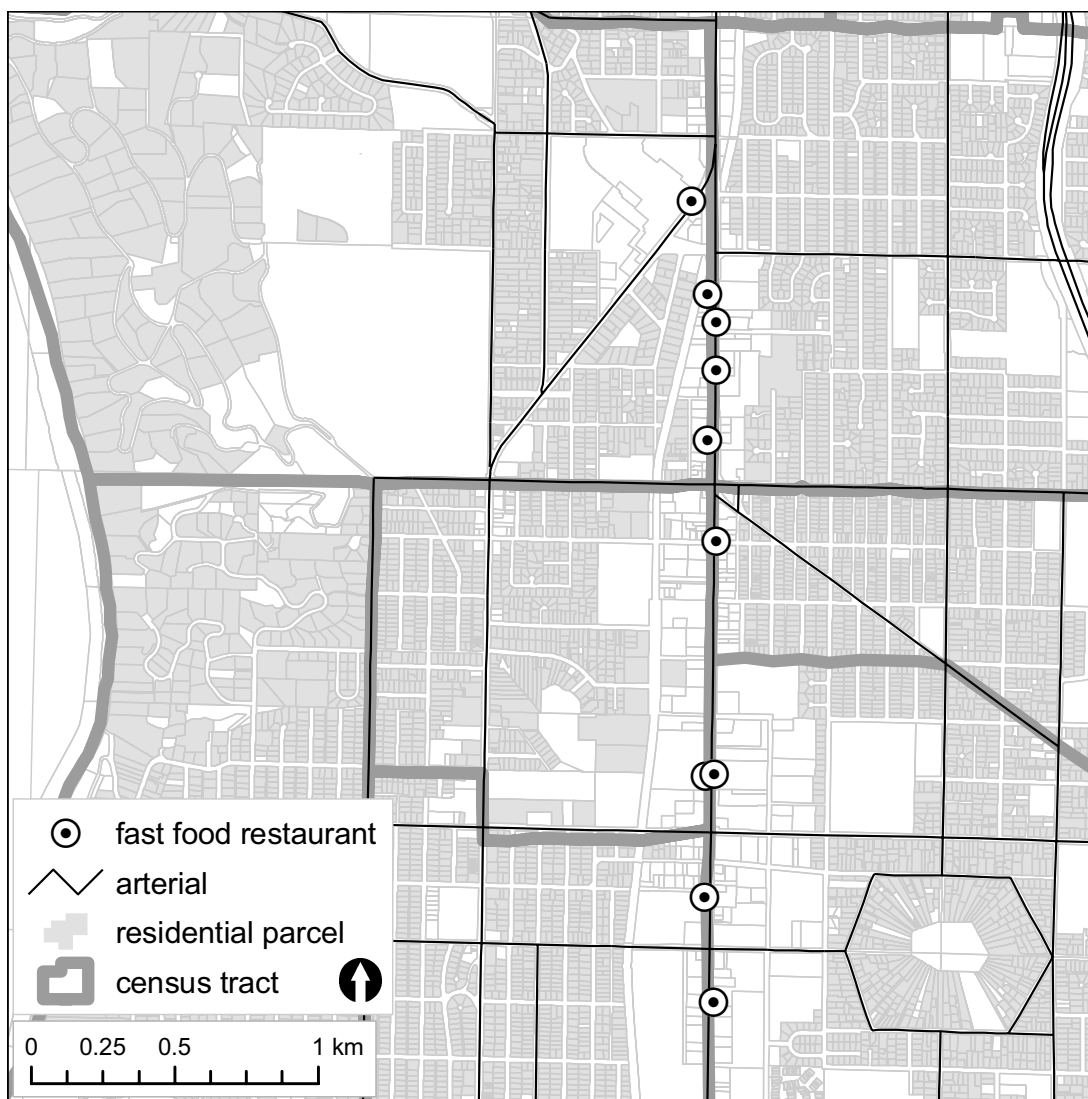 fast food restaurant
arterial
residential parcel
census tract
0 0.25 0.5 1 km